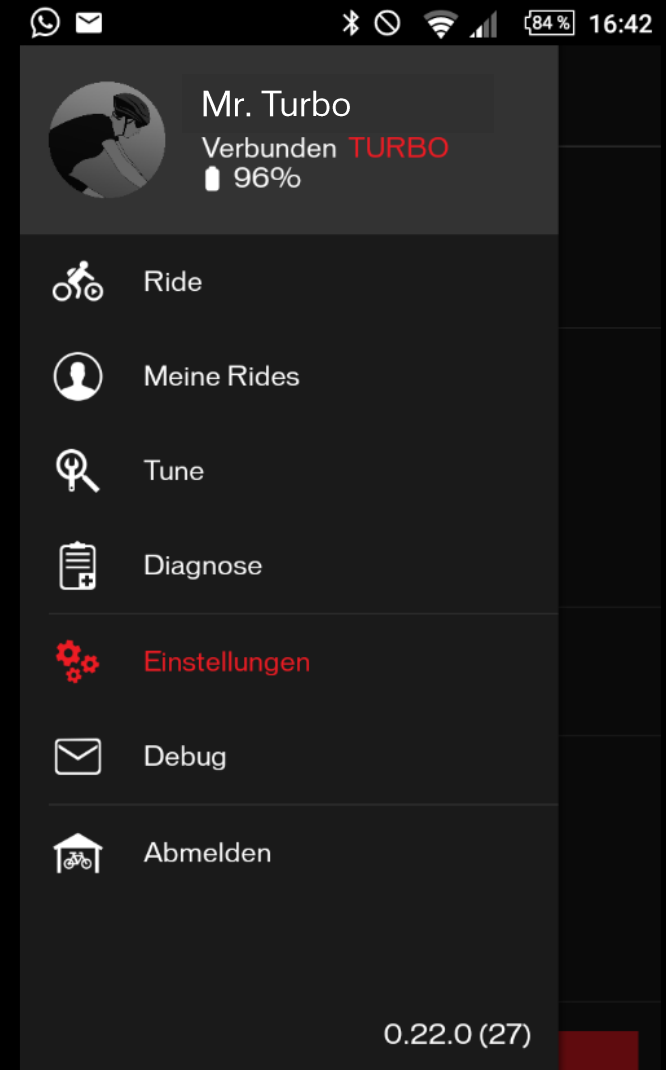 84 % 16:42
Mr. Turbo
Verbunden TURBO
96%
Ride
Meine Rides
Tune
Diagnose
Einstellungen
Debug
Abmelden
0.22.0 (27)